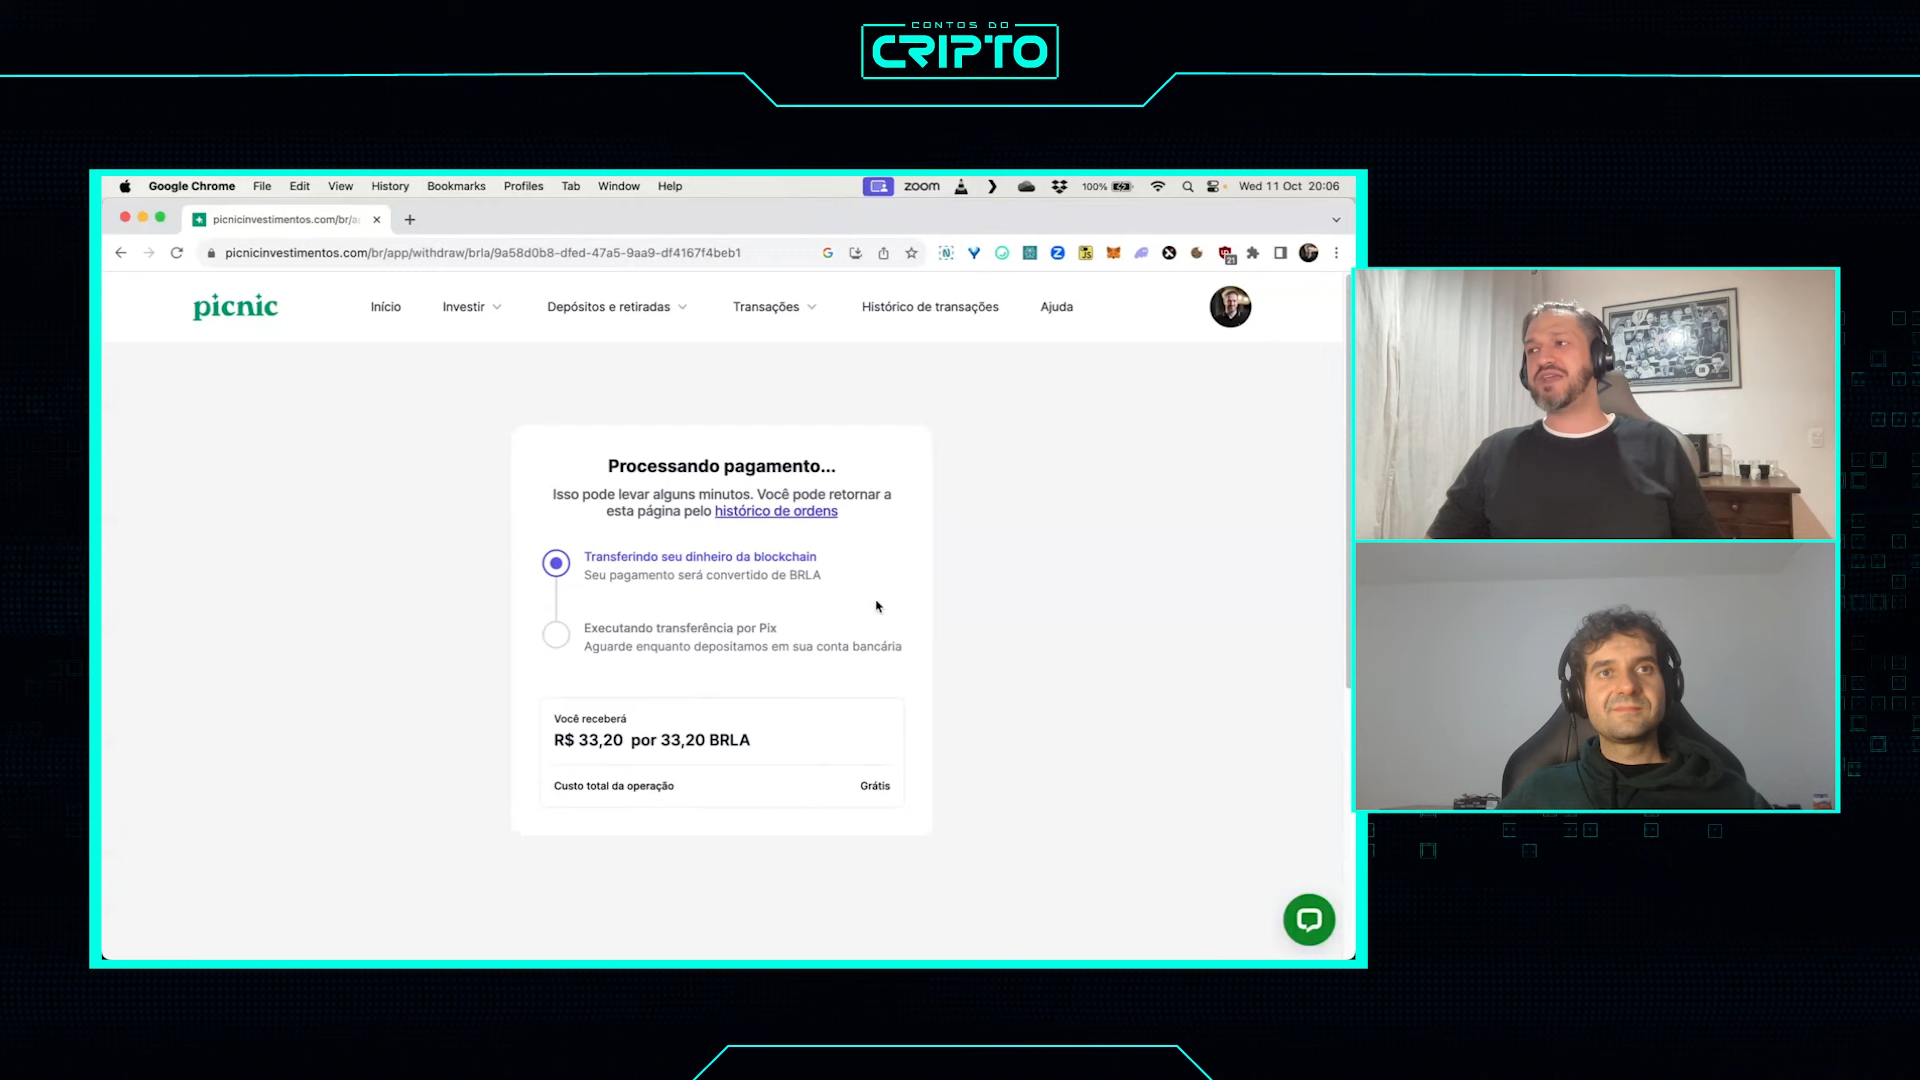 CONTOS DO
CRIPTO
Google Chrome File Edit View History Bookmarks Profiles Tab Window Help
zoom 100% Wed 11 Oct 20:06
picnicinvestimentos.com/br/a
picnicinvestimentos.com/br/app/withdraw/brla/9a58d0b8-dfed-47a5-9aa9-df4167f4beb1
21
picnic
Início Investir Depósitos e retiradas Transações Histórico de transações Ajuda
Processando pagamento...
Isso pode levar alguns minutos. Você pode retornar a
esta página pelo histórico de ordens
Transferindo seu dinheiro da blockchain
Seu pagamento será convertido de BRLA
Executando transferência por Pix
Aguarde enquanto depositamos em sua conta bancária
Você receberá
R$ 33,20 por 33,20 BRLA
Custo total da operação Grátis